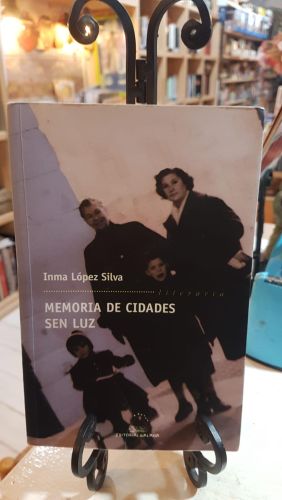 Inma López Silva
literaria
MEMORIA DE CIDADES
SEN LUZ
EDITORIAL GALAXIA